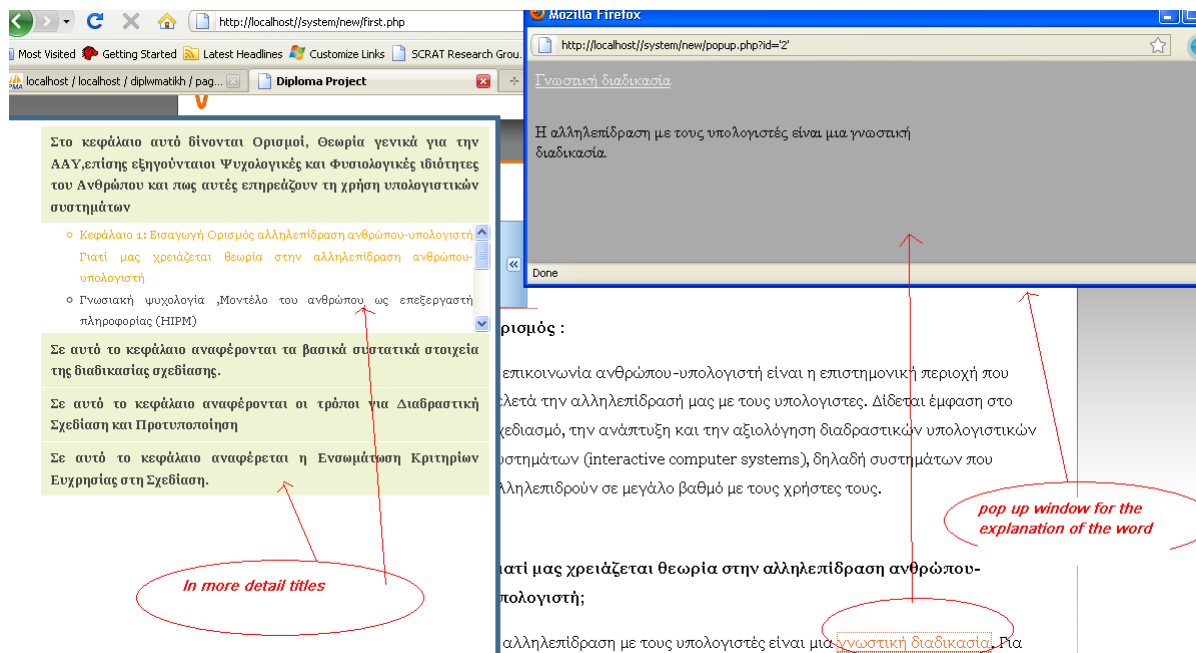 http://localhost//system/new/first.php
Most Visited Getting Started Latest Headlines Customize Links SCRAT Research Grou..
localhost / localhost / diplwmatikh / pag...
Diploma Project
Στο κεφάλαιο αυτό δίνονται Ορισμοί, Θεωρία γενικά για την
ΑΑΥ,επίσης εξηγούνταιοι Ψυχολογικές και Φυσιολογικές ιδιότητες
του Ανθρώπου και πως αυτές επηρεάζουν τη χρήση υπολογιστικών
συστημάτων
Κεφάλαιο 1: Εισαγωγή Ορισμός αλληλεπίδραση ανθρώπου-υπολογιστή
Γιατί μας χρειάζεται θεωρία στην αλληλεπίδραση ανθρώπου-
υπολογιστή
Γνωσιακή ψυχολογία ,Μοντέλο του ανθρώπου ως επεξεργαστή
πληροφορίας (HIPM)
Σε αυτό το κεφάλαιο αναφέρονται τα βασικά συστατικά στοιχεία
της διαδικασίας σχεδίασης.
Σε αυτό το κεφάλαιο αναφέρονται οι τρόποι για Διαδραστική
Σχεδίαση και Προτυποποίηση
Σε αυτό το κεφάλαιο αναφέρεται η Ενσωμάτωση Κριτηρίων
Ευχρησίας στη Σχεδίαση.
In more detail titles
Mozilla Firefox
http://localhost//system/new/popup.php?id='2'
Γνωστική διαδικασία
Η αλληλεπίδραση με τους υπολογιστές είναι μια γνωστική
διαδικασία.
Done
ρισμός :
επικοινωνία ανθρώπου-υπολογιστή είναι η επιστημονική περιοχή που
ελετά την αλληλεπίδρασή μας με τους υπολογιστες. Δίδεται έμφαση στο
χεδιασμό, την ανάπτυξη και την αξιολόγηση διαδραστικών υπολογιστικών
υστημάτων (interactive computer systems), δηλαδή συστημάτων που
λληλεπιδρούν σε μεγάλο βαθμό με τους χρήστες τους.
pop up window for the
explanation of the word
ιατί μας χρειάζεται θεωρία στην αλληλεπίδραση ανθρώπου-
πολογιστή;
αλληλεπίδραση με τους υπολογιστές είναι μια γνωστική διαδικασία. Για